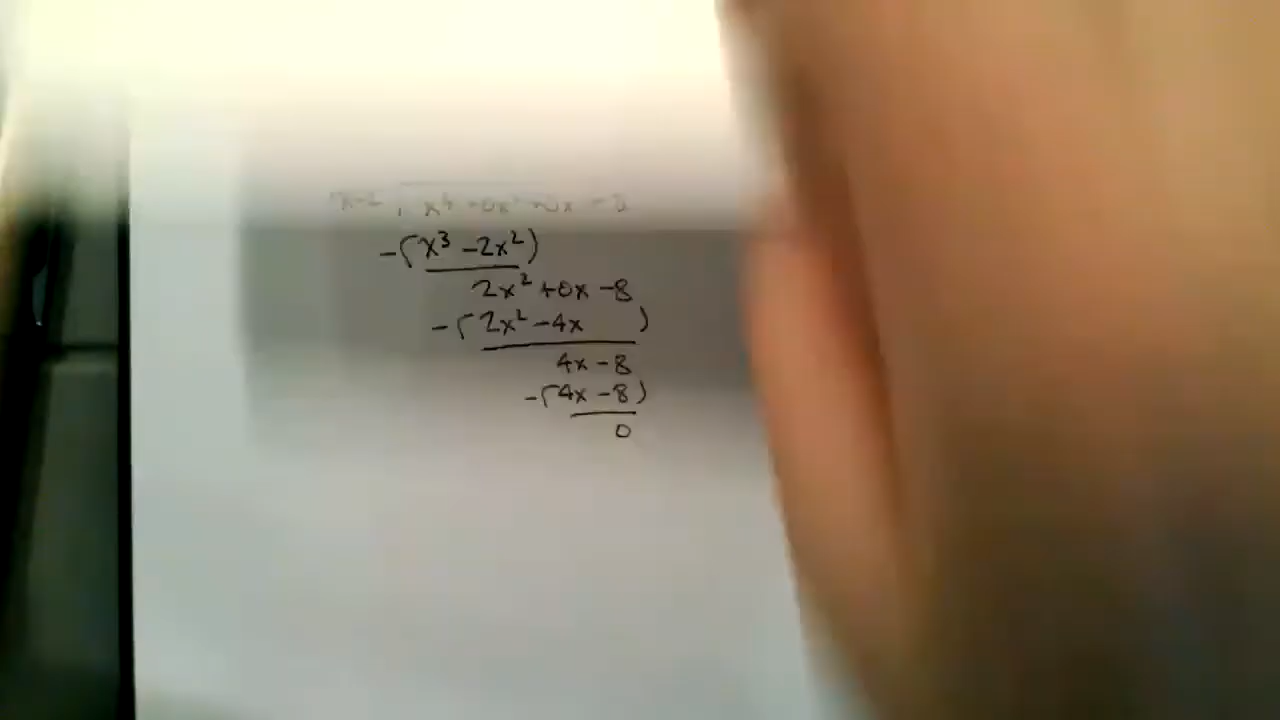 -(x³ -2x²)
2x² +0x -8
-(2x² -4x )
4x -8
-(4x -8)
0